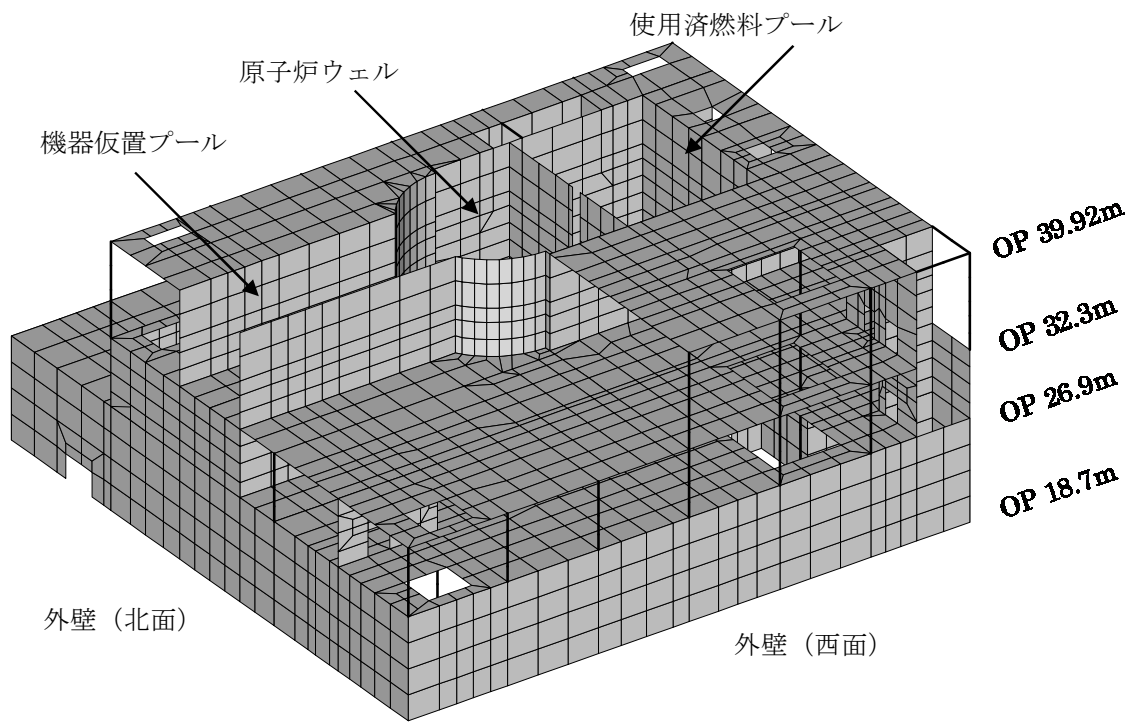 使用済燃料プール
原子炉ウェル
機器仮置プール
OP 39.92m
OP 32.3m
OP 26.9m
OP 18.7m
外壁（北面）
外壁（西面）